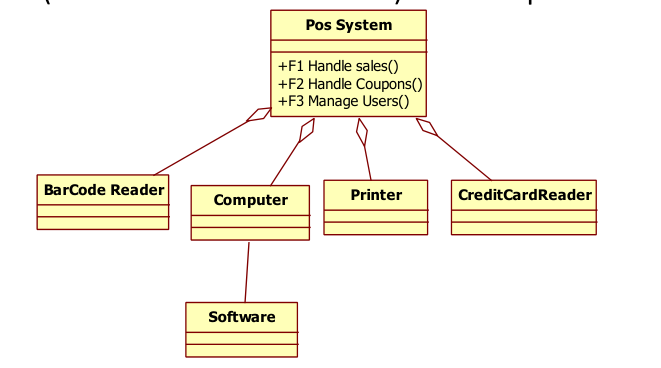 Pos System
+F1 Handle sales()
+F2 Handle Coupons()
+F3 Manage Users()
BarCode Reader
Computer
Printer
CreditCardReader
Software